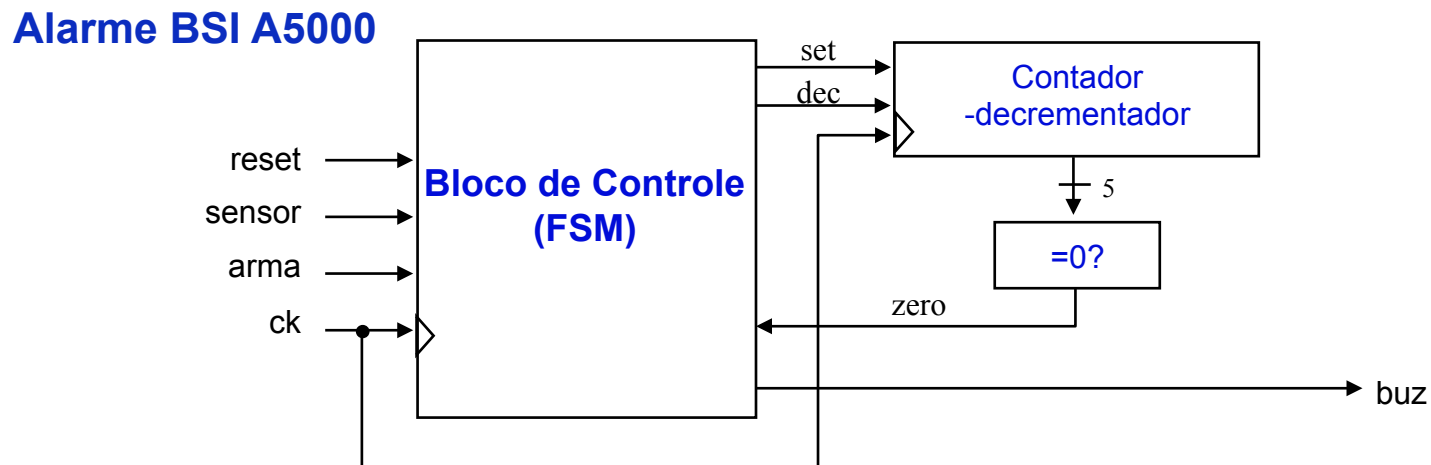 Alarme BSI A5000
set
dec
Contador
-decrementador
5
=0?
zero
reset
sensor
arma
ck
Bloco de Controle
(FSM)
buz